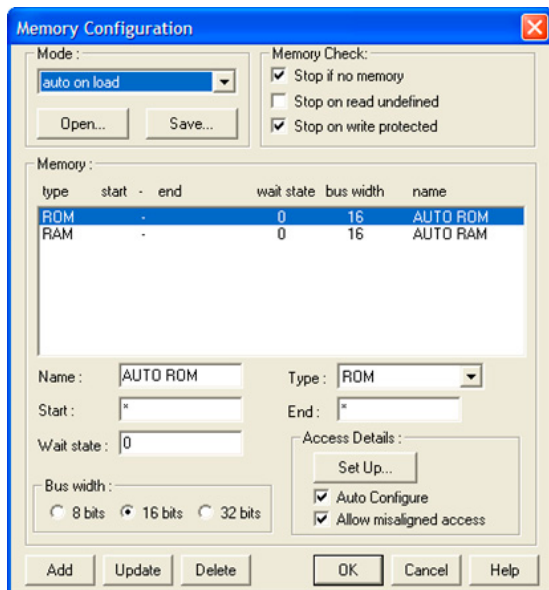 Memory Configuration
Mode :
auto on load
Open... Save...
Memory Check:
Stop if no memory
Stop on read undefined
Stop on write protected
Memory :
type start - end wait state bus width name
ROM - 0 16 AUTO ROM
RAM - 0 16 AUTO RAM
Name : AUTO ROM Type : ROM
Start : * End : *
Wait state : 0
Access Details :
Set Up...
Auto Configure
Allow misaligned access
Bus width :
8 bits 16 bits 32 bits
Add Update Delete OK Cancel Help